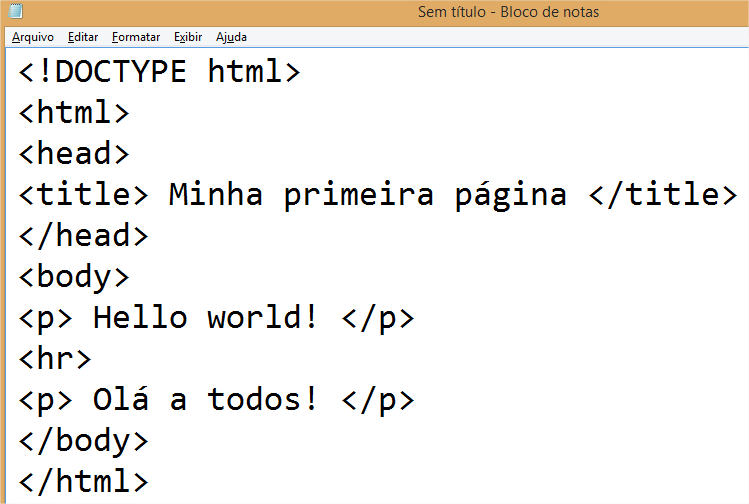 Sem título - Bloco de notas
Arquivo Editar Formatar Exibir Ajuda
<!DOCTYPE html>
<html>
<head>
<title> Minha primeira página </title>
</head>
<body>
<p> Hello world! </p>
<hr>
<p> Olá a todos! </p>
</body>
</html>